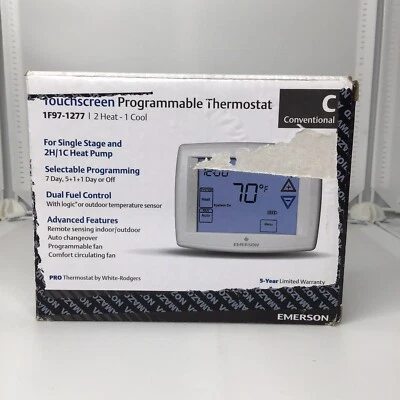 Touchscreen Programmable Thermostat
1F97-1277 | 2 Heat - 1 Cool
C
Conventional
For Single Stage and
2H/1C Heat Pump
Selectable Programming
7 Day, 5+1+1 Day or Off
Dual Fuel Control
With logic or outdoor temperature sensor
Advanced Features
Remote sensing indoor/outdoor
Auto changeover
Programmable fan
Comfort circulating fan
12:00
70°F
EMERSON
PRO Thermostat by White-Rodgers
5-Year Limited Warranty
EMERSON